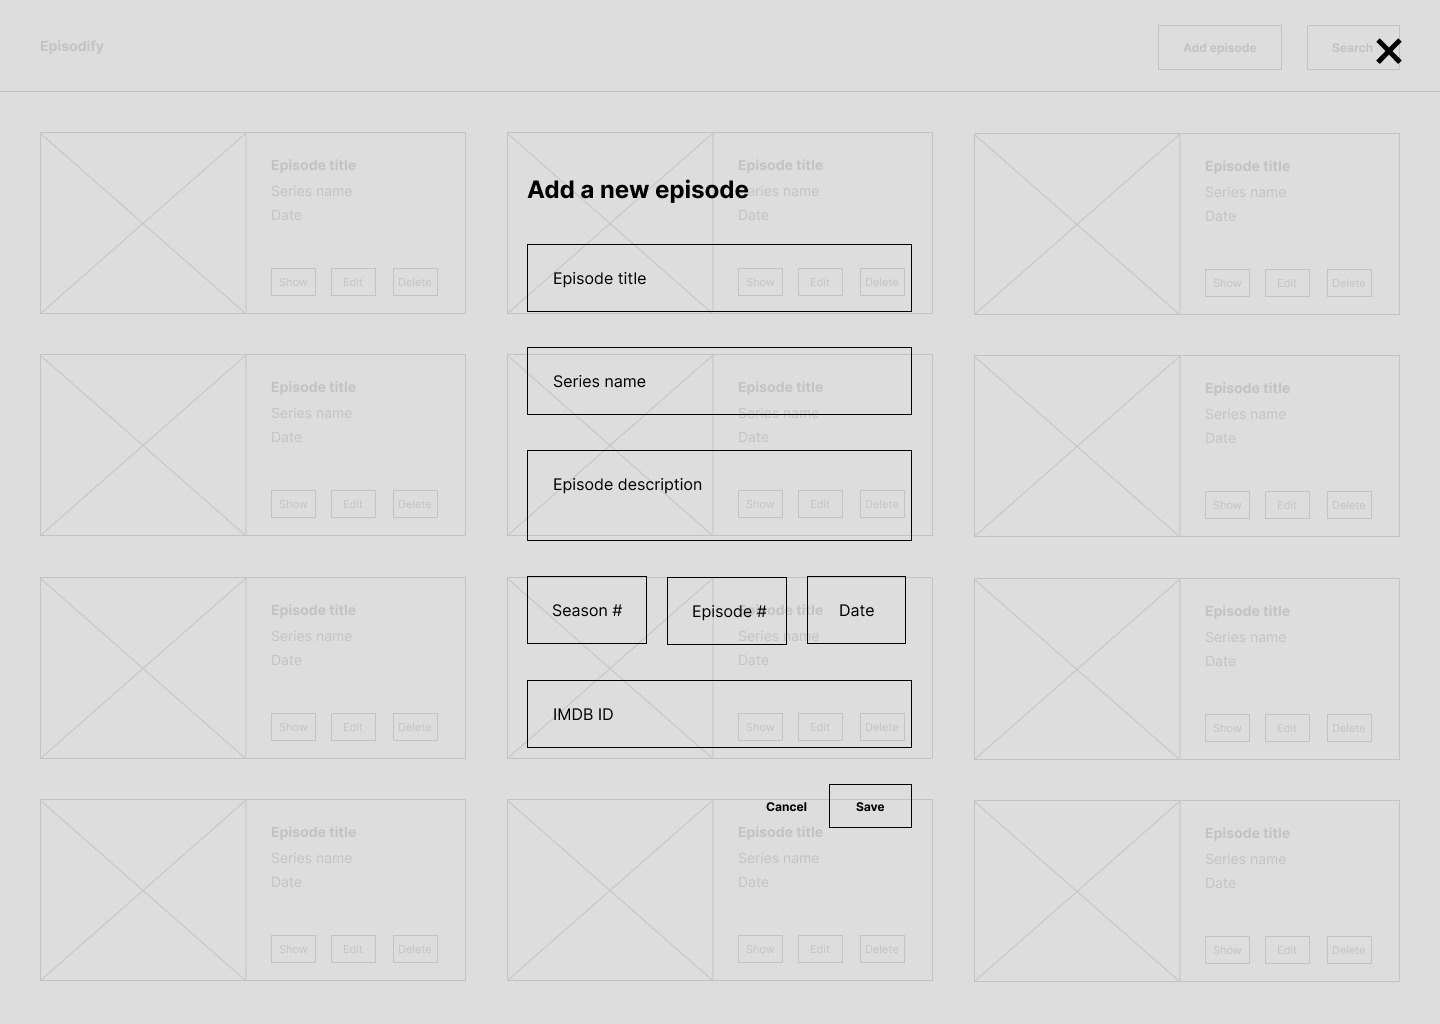 Episodify
Add episode
Search
Episode title
Series name
Date
Show Edit Delete
Episode title
Series name
Date
Show Edit Delete
Episode title
Series name
Date
Show Edit Delete
Add a new episode
Episode title
Series name
Episode description
Season # Episode # Date
IMDB ID
Cancel Save
Episode title
Series name
Date
Show Edit Delete
Episode title
Series name
Date
Show Edit Delete
Episode title
Series name
Date
Show Edit Delete
Episode title
Series name
Date
Show Edit Delete
Episode title
Series name
Date
Show Edit Delete
Episode title
Series name
Date
Show Edit Delete
Episode title
Series name
Date
Show Edit Delete
Episode title
Series name
Date
Show Edit Delete
Episode title
Series name
Date
Show Edit Delete